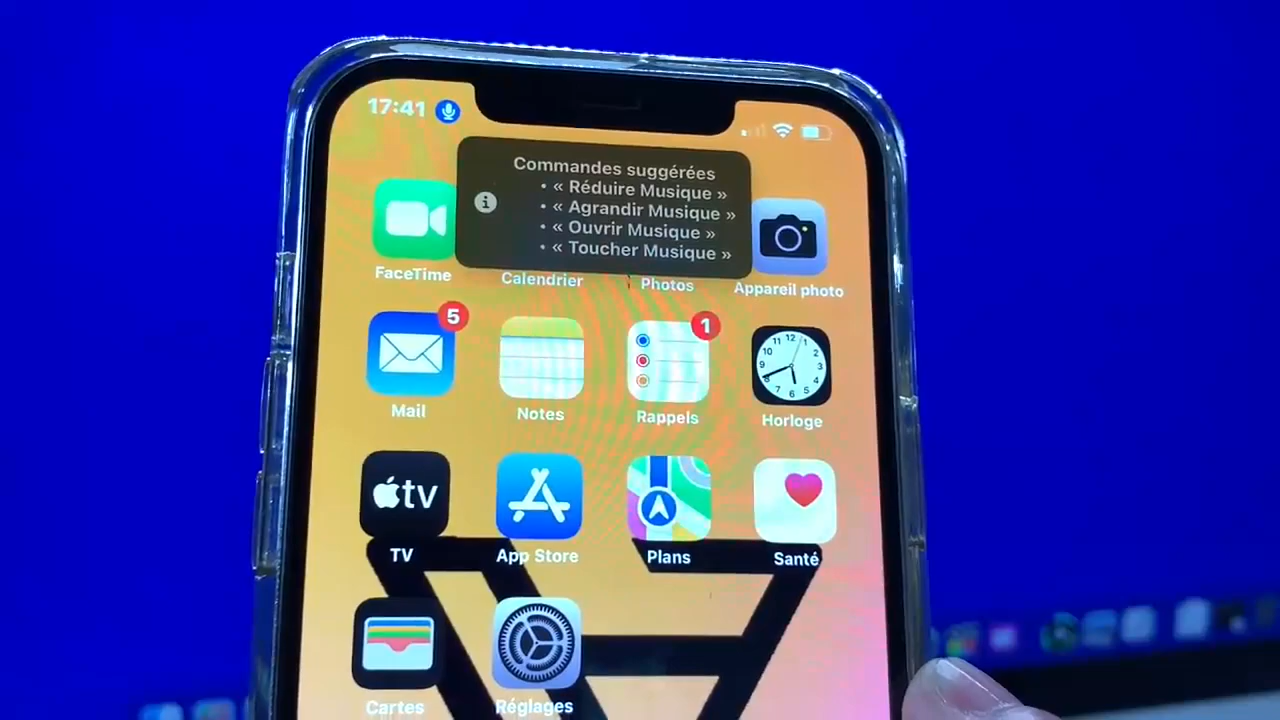 17:41
Commandes suggérées
• « Réduire Musique »
• « Agrandir Musique »
• « Ouvrir Musique »
• « Toucher Musique »
FaceTime
Calendrier
Photos
Appareil photo
5
1
Mail
Notes
Rappels
Horloge
tv
TV
App Store
Plans
Santé
Cartes
Réglages